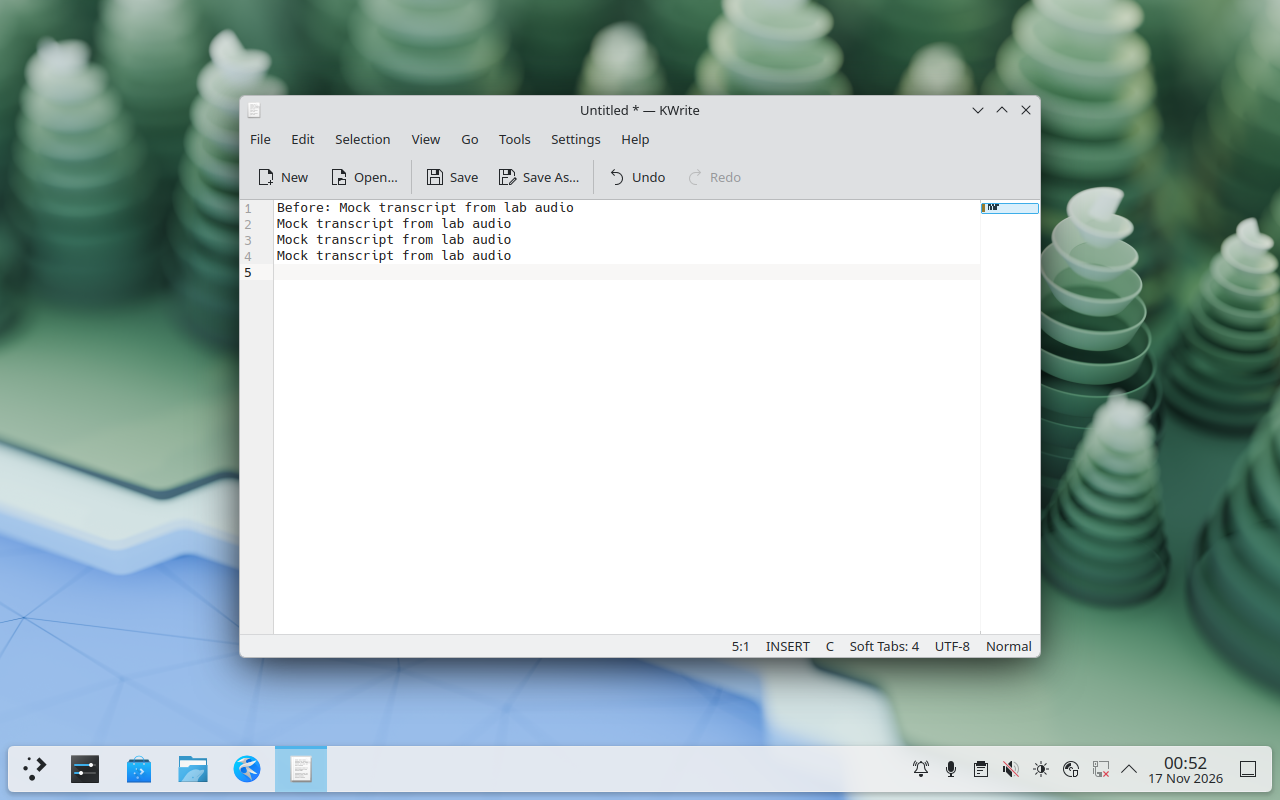 Untitled * — KWrite
File Edit Selection View Go Tools Settings Help
New Open... Save Save As... Undo Redo
1 Before: Mock transcript from lab audio
2 Mock transcript from lab audio
3 Mock transcript from lab audio
4 Mock transcript from lab audio
5
5:1 INSERT C Soft Tabs: 4 UTF-8 Normal
00:52
17 Nov 2026